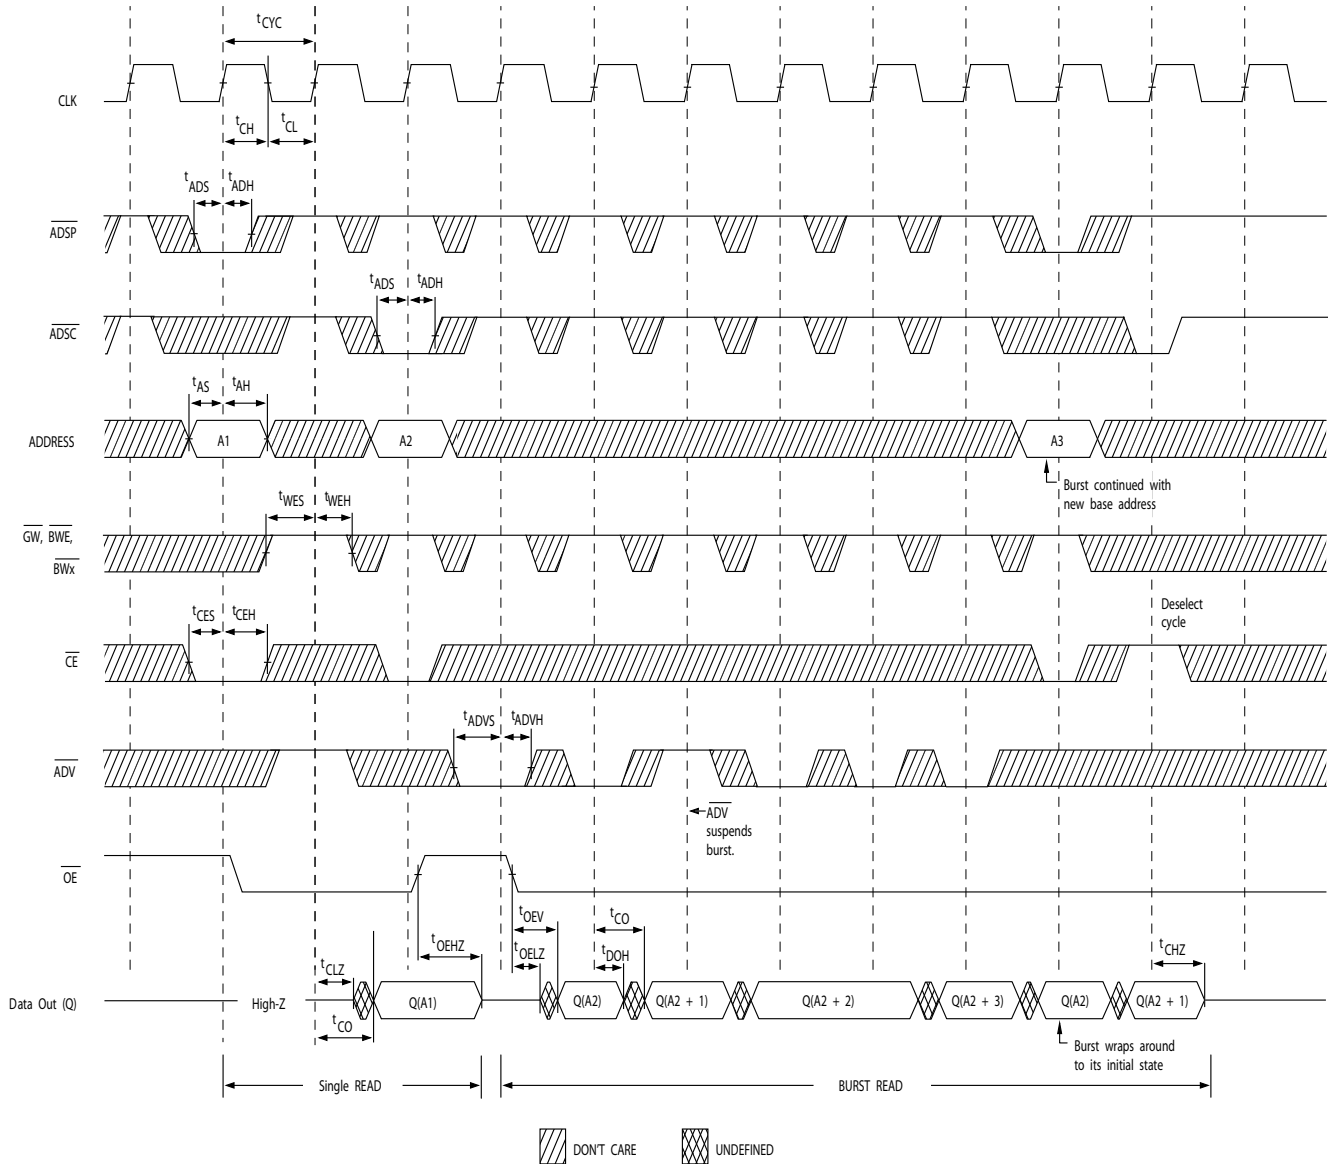 tCYC
CLK
tCH
tCL
tADS
tADH
ADSP
tADS
tADH
ADSC
tAS
tAH
ADDRESS
A1
A2
A3
Burst continued with
new base address
tWES
tWEH
GW, BWE,
BWx
tCES
tCEH
Deselect
cycle
CE
tADVS
tADVH
ADV
ADV
suspends
burst.
OE
tOEV
tCO
tOEHZ
tOELZ
tDOH
tCHZ
tCLZ
Data Out (Q)
High-Z
Q(A1)
Q(A2)
Q(A2 + 1)
Q(A2 + 2)
Q(A2 + 3)
Q(A2)
Q(A2 + 1)
tCO
Burst wraps around
to its initial state
Single READ
BURST READ
DON'T CARE
UNDEFINED